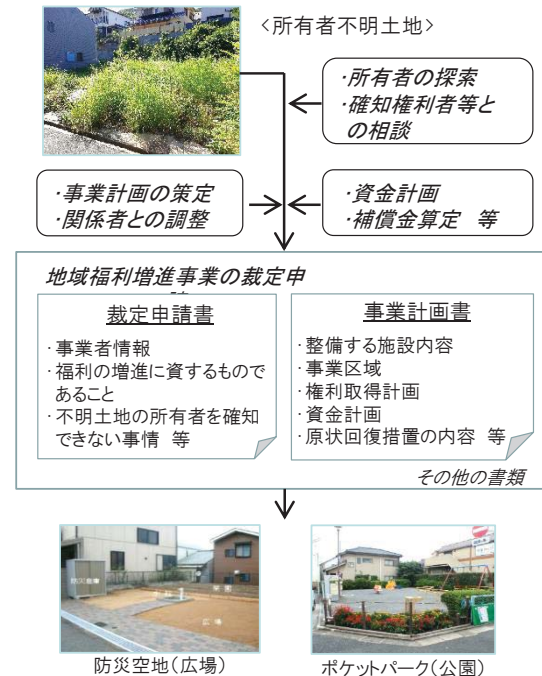 <所有者不明土地>
・所有者の探索
・確知権利者等と
の相談
・事業計画の策定
・関係者との調整
・資金計画
・補償金算定 等
地域福利増進事業の裁定申
裁定申請書
・事業者情報
・福利の増進に資するもので
あること
・不明土地の所有者を確知
できない事情 等
事業計画書
・整備する施設内容
・事業区域
・権利取得計画
・資金計画
・原状回復措置の内容 等
その他の書類
防災倉庫
広場
防災空地(広場)
ポケットパーク(公園)